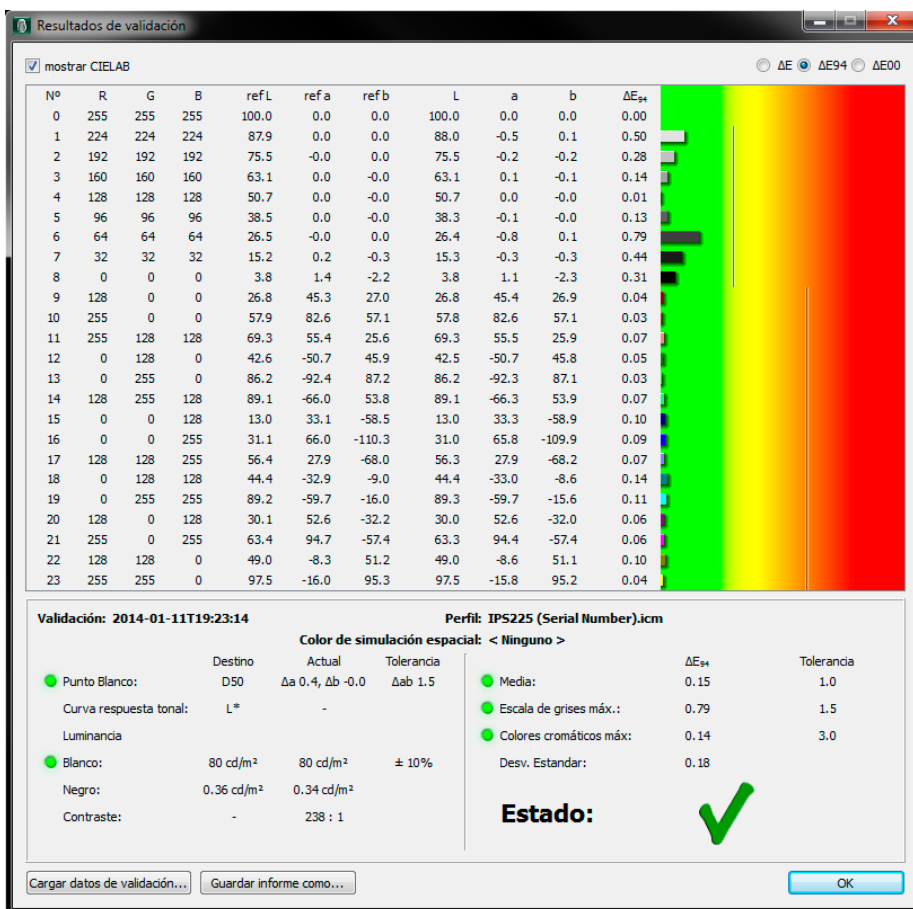 Resultados de validación
mostrar CIELAB ΔE ΔE94 ΔE00
Nº R G B ref L ref a ref b L a b ΔE94
0 255 255 255 100.0 0.0 0.0 100.0 0.0 0.0 0.00
1 224 224 224 87.9 0.0 0.0 88.0 -0.5 0.1 0.50
2 192 192 192 75.5 -0.0 0.0 75.5 -0.2 -0.2 0.28
3 160 160 160 63.1 0.0 -0.0 63.1 0.1 -0.1 0.14
4 128 128 128 50.7 0.0 -0.0 50.7 0.0 -0.0 0.01
5 96 96 96 38.5 0.0 -0.0 38.3 -0.1 -0.0 0.13
6 64 64 64 26.5 -0.0 0.0 26.4 -0.8 0.1 0.79
7 32 32 32 15.2 0.2 -0.3 15.3 -0.3 -0.3 0.44
8 0 0 0 3.8 1.4 -2.2 3.8 1.1 -2.3 0.31
9 128 0 0 26.8 45.3 27.0 26.8 45.4 26.9 0.04
10 255 0 0 57.9 82.6 57.1 57.8 82.6 57.1 0.03
11 255 128 128 69.3 55.4 25.6 69.3 55.5 25.9 0.07
12 0 128 0 42.6 -50.7 45.9 42.5 -50.7 45.8 0.05
13 0 255 0 86.2 -92.4 87.2 86.2 -92.3 87.1 0.03
14 128 255 128 89.1 -66.0 53.8 89.1 -66.3 53.9 0.07
15 0 0 128 13.0 33.1 -58.5 13.0 33.3 -58.9 0.10
16 0 0 255 31.1 66.0 -110.3 31.0 65.8 -109.9 0.09
17 128 128 255 56.4 27.9 -68.0 56.3 27.9 -68.2 0.07
18 0 128 128 44.4 -32.9 -9.0 44.4 -33.0 -8.6 0.14
19 0 255 255 89.2 -59.7 -16.0 89.3 -59.7 -15.6 0.11
20 128 0 128 30.1 52.6 -32.2 30.0 52.6 -32.0 0.06
21 255 0 255 63.4 94.7 -57.4 63.3 94.4 -57.4 0.06
22 128 128 0 49.0 -8.3 51.2 49.0 -8.6 51.1 0.10
23 255 255 0 97.5 -16.0 95.3 97.5 -15.8 95.2 0.04
Validación: 2014-01-11T19:23:14 Perfil: IPS225 (Serial Number).icm
Color de simulación espacial: < Ninguno >
Destino Actual Tolerancia ΔE94 Tolerancia
Punto Blanco: D50 Δa 0.4, Δb -0.0 Δab 1.5 Media: 0.15 1.0
Curva respuesta tonal: L* - Escala de grises máx.: 0.79 1.5
Luminancia Colores cromáticos máx: 0.14 3.0
Blanco: 80 cd/m² 80 cd/m² ± 10% Desv. Estandar: 0.18
Negro: 0.36 cd/m² 0.34 cd/m²
Contraste: - 238 : 1 Estado:
Cargar datos de validación... Guardar informe como... OK